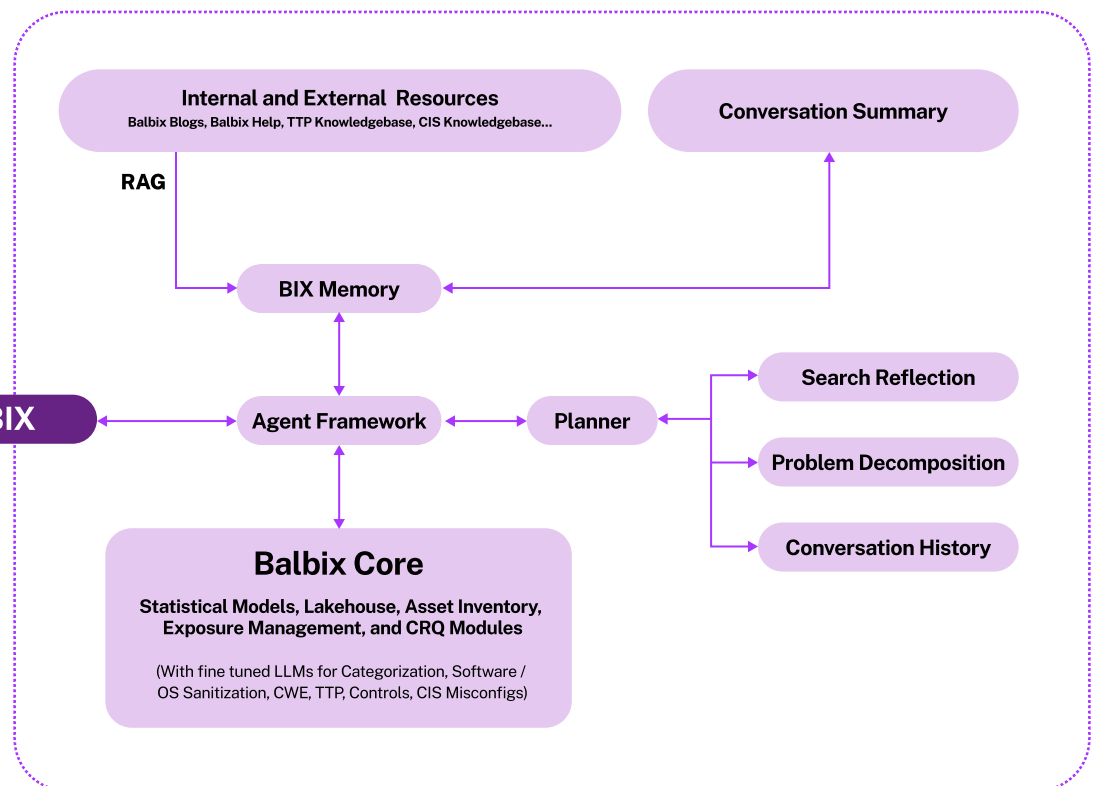 Internal and External Resources
Balbix Blogs, Balbix Help, TTP Knowledgebase, CIS Knowledgebase...
Conversation Summary
RAG
BIX Memory
Search Reflection
BIX
Agent Framework
Planner
Problem Decomposition
Conversation History
Balbix Core
Statistical Models, Lakehouse, Asset Inventory,
Exposure Management, and CRQ Modules
(With fine tuned LLMs for Categorization, Software /
OS Sanitization, CWE, TTP, Controls, CIS Misconfigs)